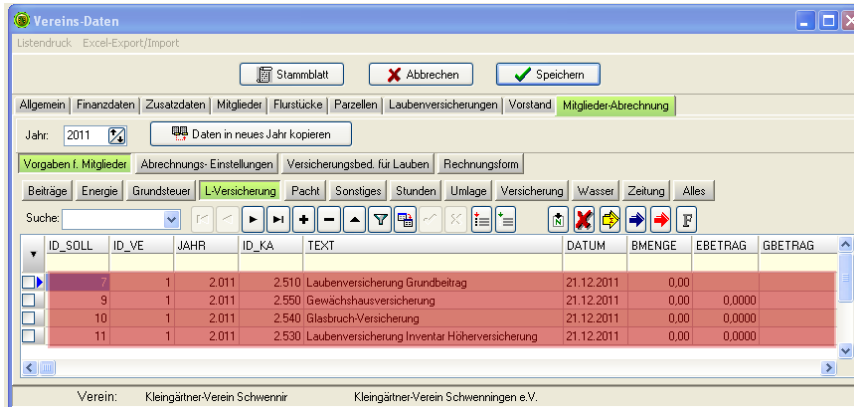 Vereins-Daten
Listendruck Excel-Export/Import
Stammblatt Abbrechen Speichern
Allgemein Finanzdaten Zusatzdaten Mitglieder Flurstücke Parzellen Laubenversicherungen Vorstand Mitglieder-Abrechnung
Jahr: 2011 Daten in neues Jahr kopieren
Vorgaben f. Mitglieder Abrechnungs- Einstellungen Versicherungsbed. für Lauben Rechnungsform
Beiträge Energie Grundsteuer L-Versicherung Pacht Sonstiges Stunden Umlage Versicherung Wasser Zeitung Alles
Suche: N F
ID_SOLL ID_VE JAHR ID_KA TEXT DATUM BMENGE EBETRAG GBETRAG
7 1 2.011 2.510 Laubenversicherung Grundbeitrag 21.12.2011 0,00
9 1 2.011 2.550 Gewächshausversicherung 21.12.2011 0,00 0,0000
10 1 2.011 2.540 Glasbruch-Versicherung 21.12.2011 0,00 0,0000
11 1 2.011 2.530 Laubenversicherung Inventar Höherversicherung 21.12.2011 0,00 0,0000
Verein: Kleingärtner-Verein Schwennir Kleingärtner-Verein Schwenningen e.V.